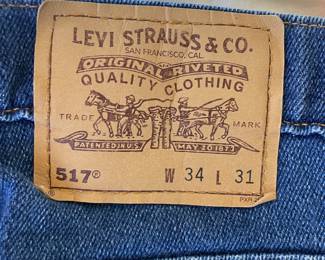 LEVI STRAUSS & CO.
SAN FRANCISCO, CAL
ORIGINAL RIVETED
QUALITY CLOTHING
TRADE MARK
PATENTED IN U.S. MAY 20 1873
517® W 34 L 31